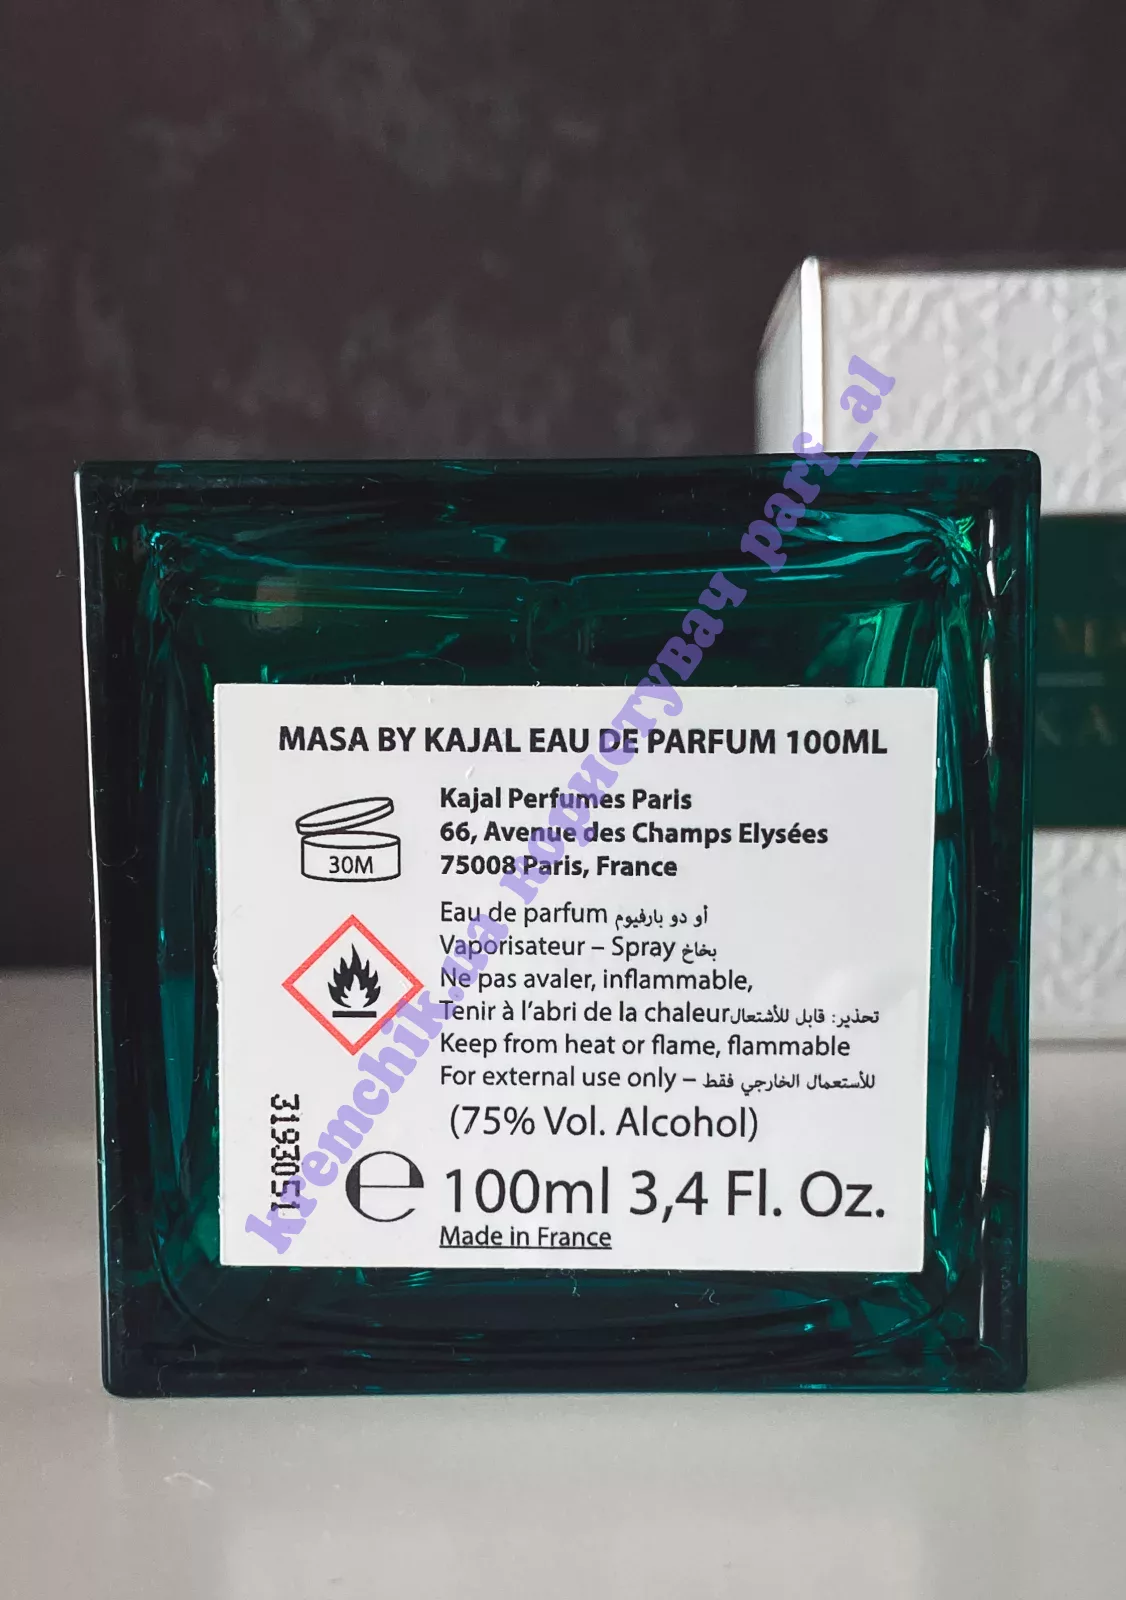 MASA BY KAJAL EAU DE PARFUM 100ML
Kajal Perfumes Paris
66, Avenue des Champs Elysées
75008 Paris, France
30M
Eau de parfum أو دو بارفيوم
Vaporisateur – Spray بخاخ
Ne pas avaler, inflammable,
Tenir à l’abri de la chaleur تحذير: قابل للأشتعال
Keep from heat or flame, flammable
For external use only – للأستعمال الخارجي فقط
(75% Vol. Alcohol)
3193051
e 100ml 3,4 Fl. Oz.
Made in France
kremchik.ua користувач parf_al